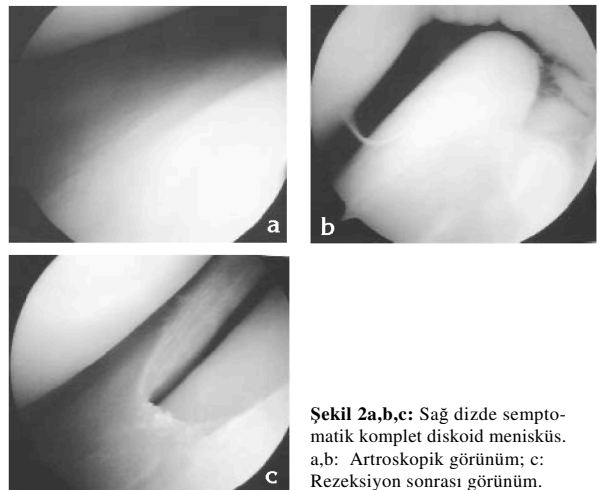 a
b
c
Şekil 2a,b,c: Sağ dizde sempto-
matik komplet diskoid menisküs.
a,b: Artroskopik görünüm; c:
Rezeksiyon sonrası görünüm.